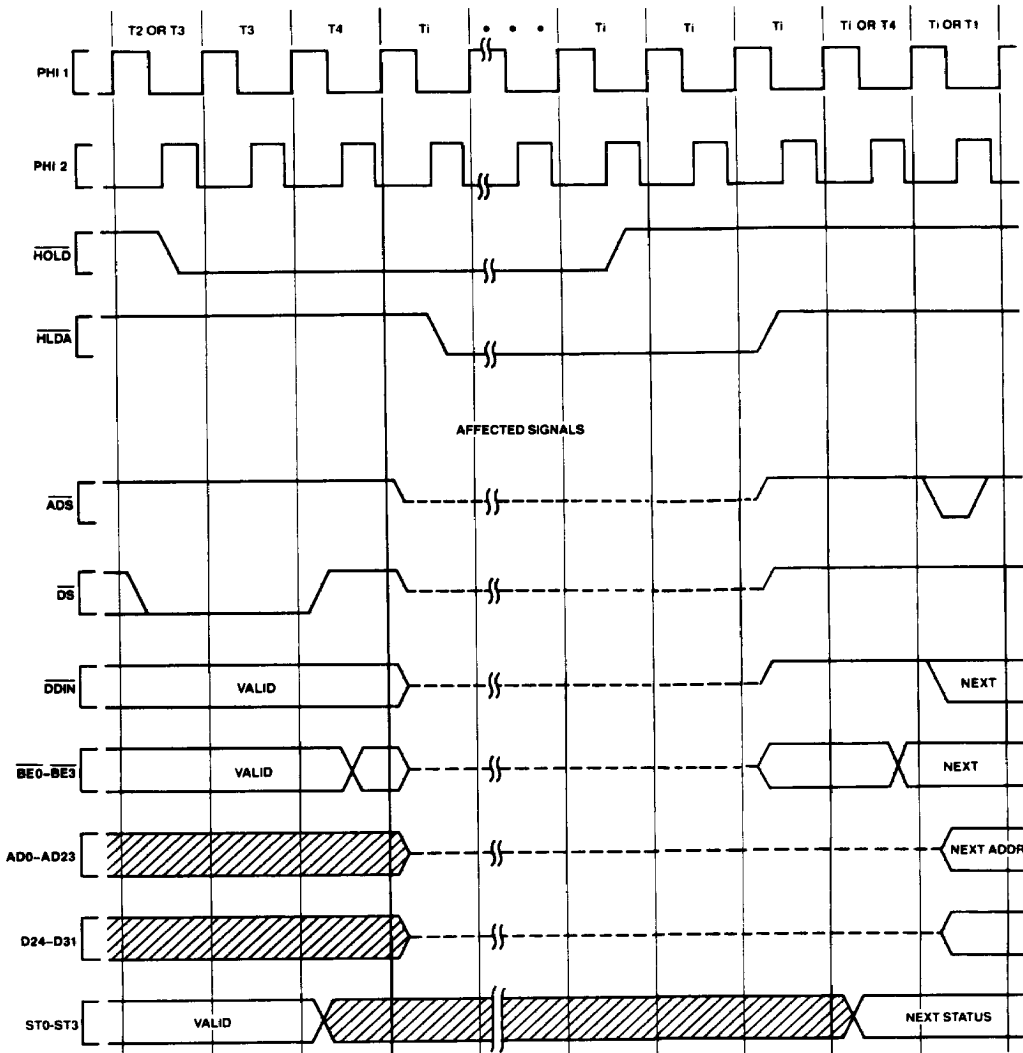 T2 OR T3 T3 T4 Ti • • • Ti Ti Ti Ti OR T4 Ti OR T1
PHI 1
PHI 2
HOLD
HLDA
AFFECTED SIGNALS
ADS
DS
DDIN VALID NEXT
BE0-BE3 VALID NEXT
AD0-AD23 NEXT ADDR
D24-D31
ST0-ST3 VALID NEXT STATUS